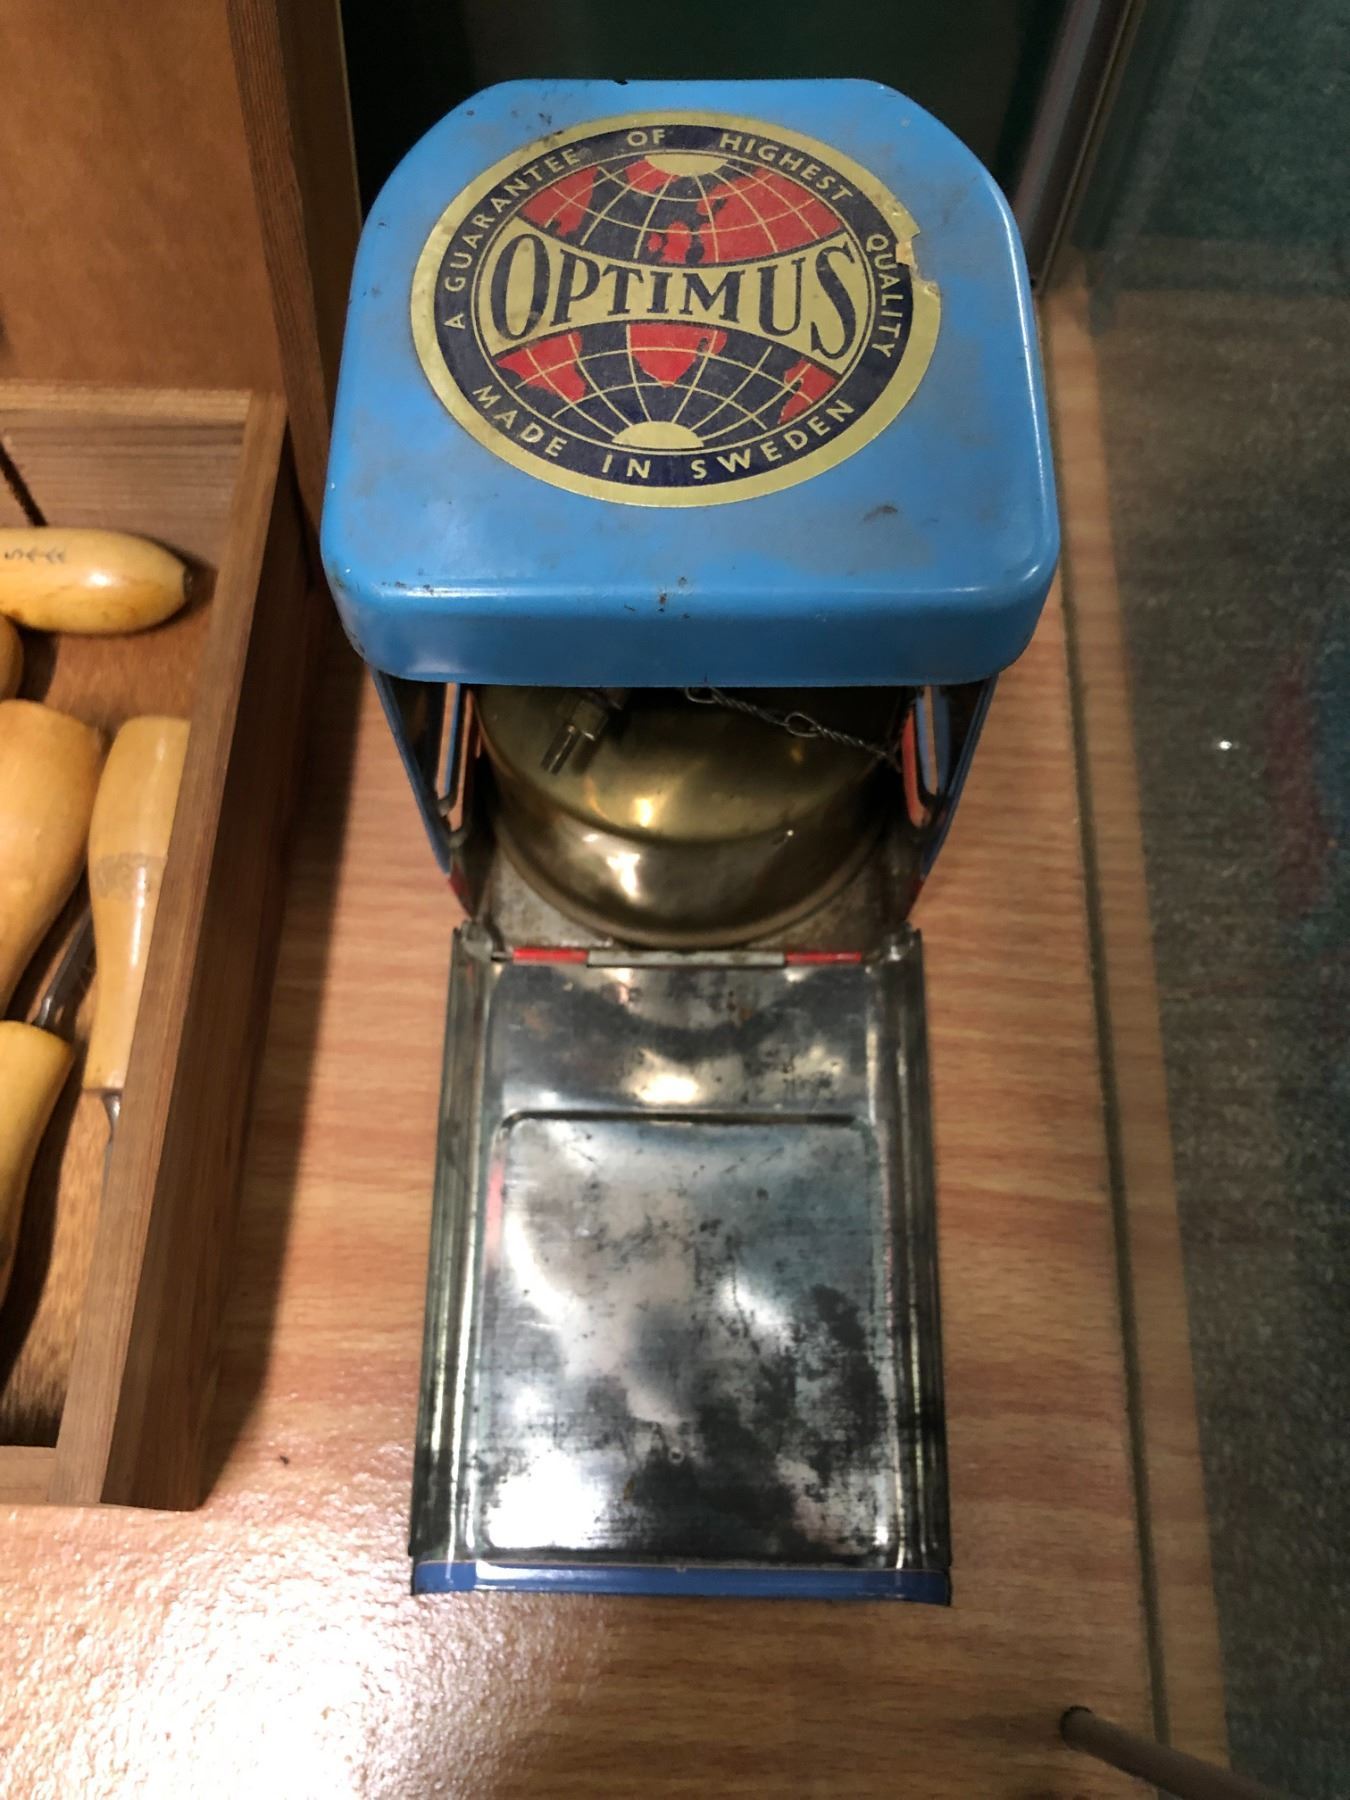 A GUARANTEE OF HIGHEST QUALITY
OPTIMUS
MADE IN SWEDEN